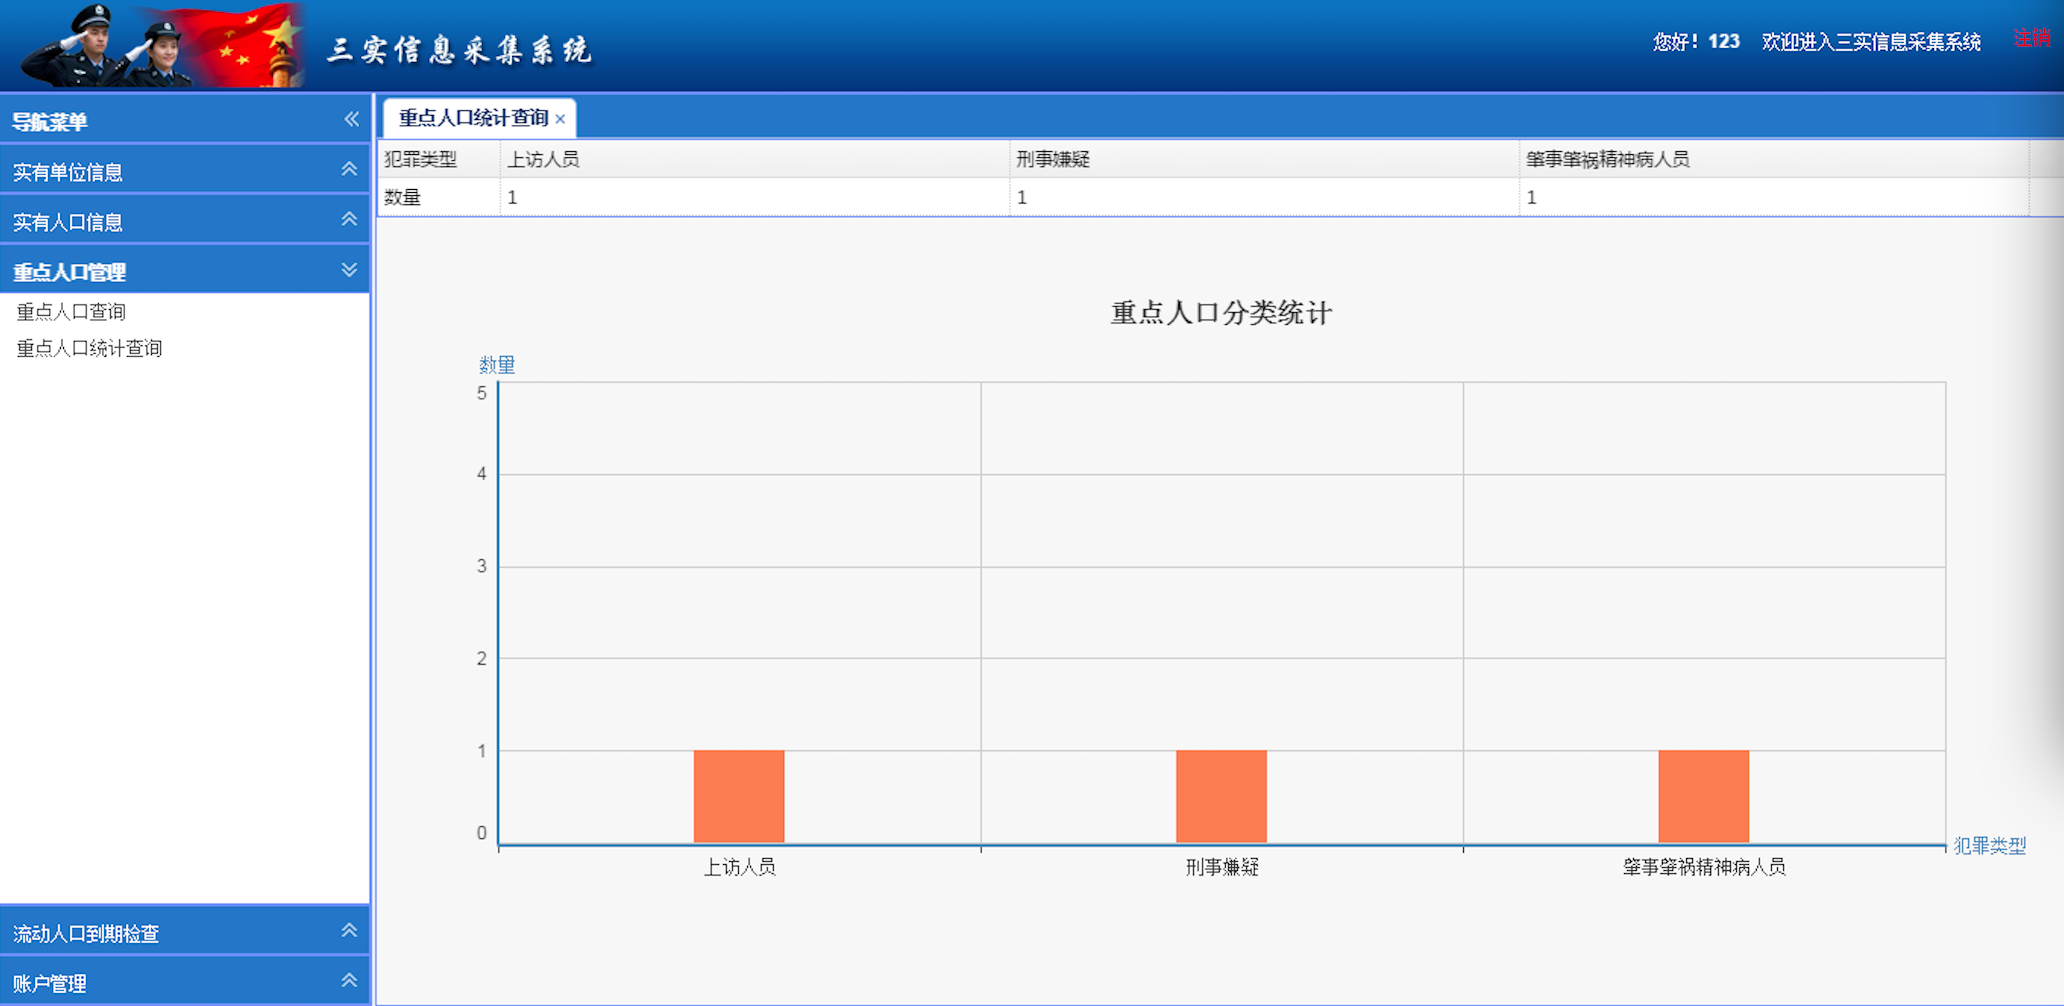 三实信息采集系统
您好！123 欢迎进入三实信息采集系统 注销
导航菜单
实有单位信息
实有人口信息
重点人口管理
重点人口查询
重点人口统计查询
流动人口到期检查
账户管理
重点人口统计查询
犯罪类型 上访人员 刑事嫌疑 肇事肇祸精神病人员
数量 1 1 1
重点人口分类统计
数量
5
4
3
2
1
0
上访人员 刑事嫌疑 肇事肇祸精神病人员
犯罪类型